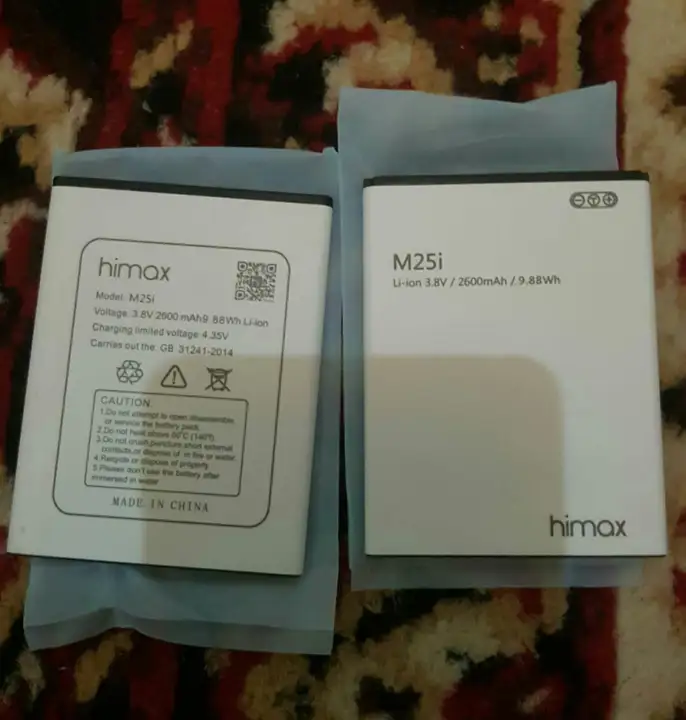 himax
Model: M25i
Voltage: 3.8V 2600 mAh9.88Wh Li-ion
Charging limited voltage: 4.35V
Carries out the: GB 31241-2014
CAUTION
1.Do not attempt to open disassemble,
or service the battery pack.
2.Do not heat above 60°C (140°F)
3.Do not crush,puncture,short external
contacts,or dispose of in fire or water
4.Recycle or dispose of properly
5.Please don't use the battery after
immersed in water
MADE IN CHINA
M25i
Li-ion 3.8V / 2600mAh / 9.88Wh
himax